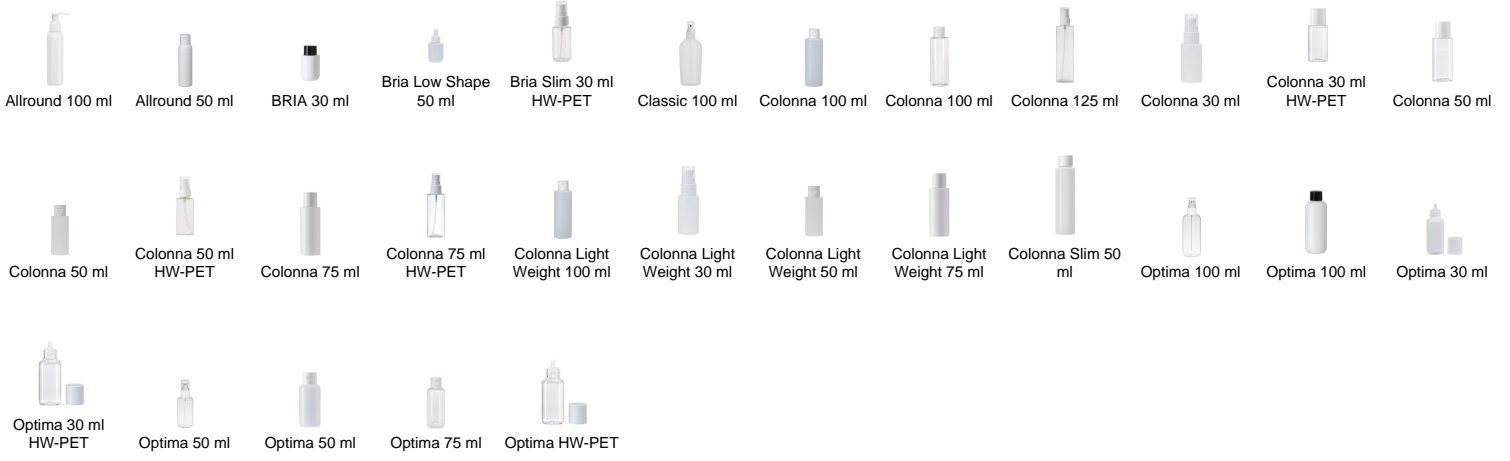 Allround 100 ml
Allround 50 ml
BRIA 30 ml
Bria Low Shape
50 ml
Bria Slim 30 ml
HW-PET
Classic 100 ml
Colonna 100 ml
Colonna 100 ml
Colonna 125 ml
Colonna 30 ml
Colonna 30 ml
HW-PET
Colonna 50 ml
Colonna 50 ml
Colonna 50 ml
HW-PET
Colonna 75 ml
Colonna 75 ml
HW-PET
Colonna Light
Weight 100 ml
Colonna Light
Weight 30 ml
Colonna Light
Weight 50 ml
Colonna Light
Weight 75 ml
Colonna Slim 50
ml
Optima 100 ml
Optima 100 ml
Optima 30 ml
Optima 30 ml
HW-PET
Optima 50 ml
Optima 50 ml
Optima 75 ml
Optima HW-PET